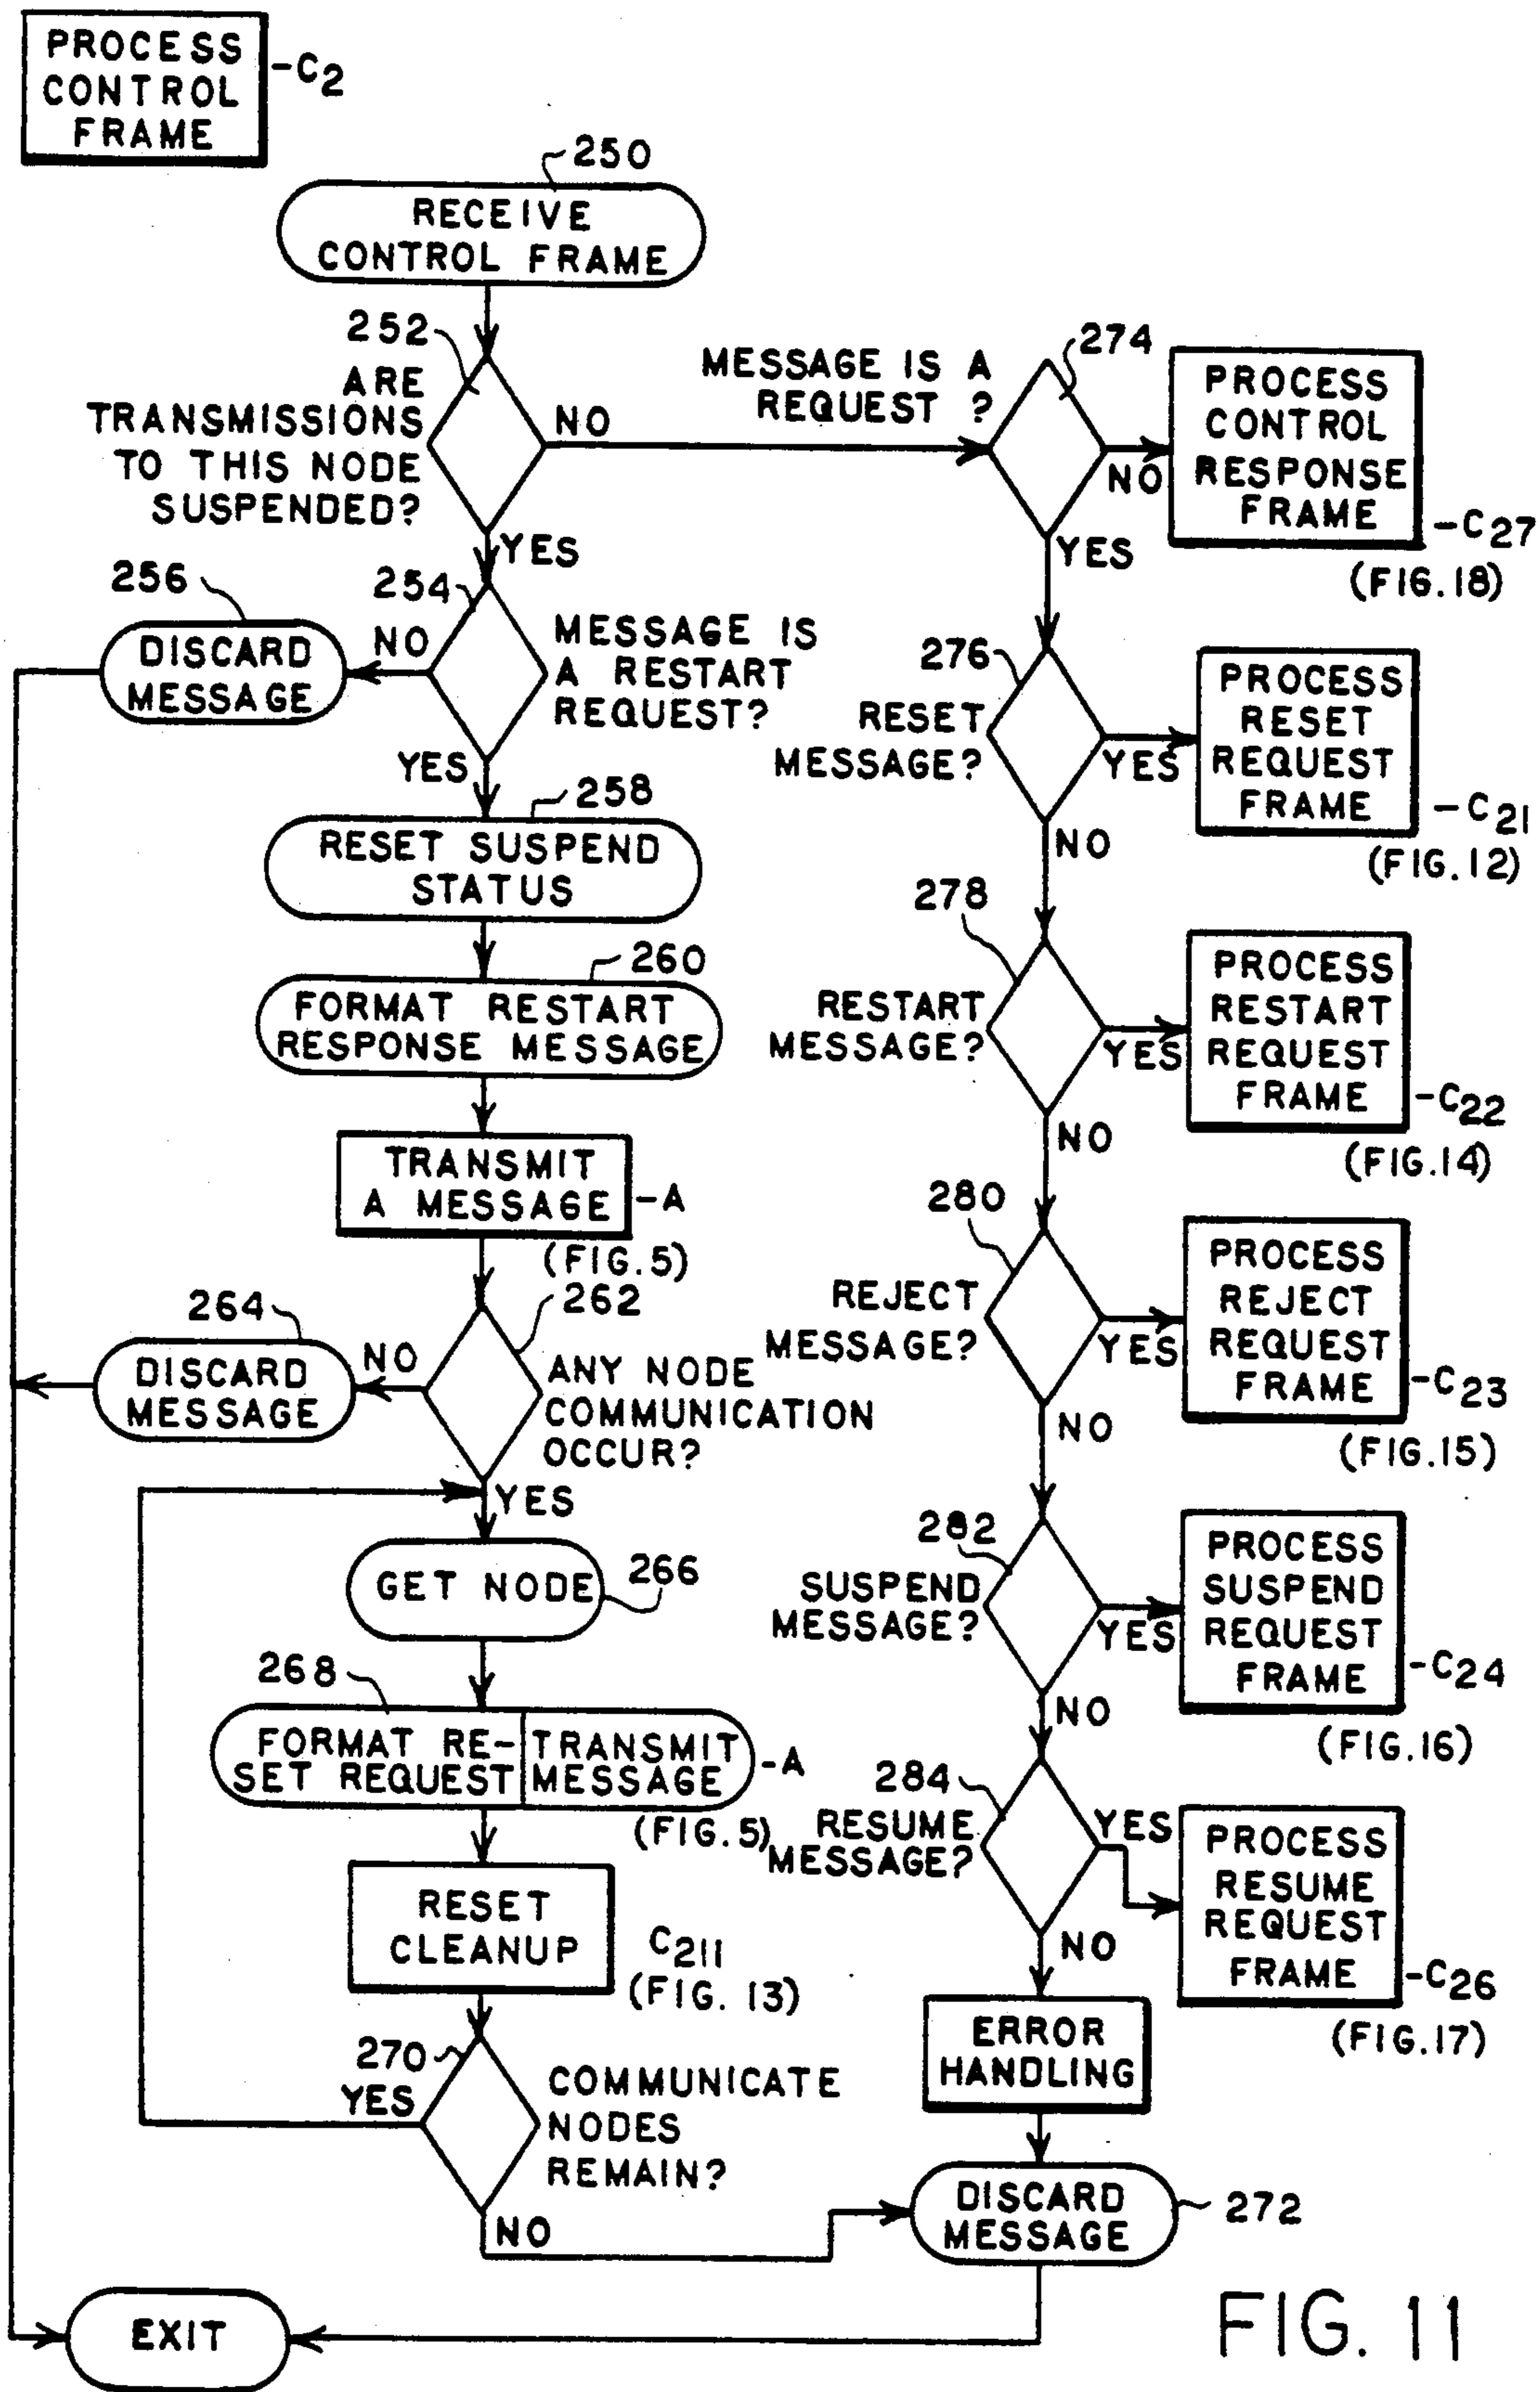 PROCESS
CONTROL
FRAME
-C2
250
RECEIVE
CONTROL FRAME
252
ARE
TRANSMISSIONS
TO THIS NODE
SUSPENDED?
NO
YES
MESSAGE IS A
REQUEST ?
274
NO
YES
PROCESS
CONTROL
RESPONSE
FRAME
-C27
(FIG.18)
254
MESSAGE IS
A RESTART
REQUEST?
NO
YES
256
DISCARD
MESSAGE
276
RESET
MESSAGE?
YES
NO
PROCESS
RESET
REQUEST
FRAME
-C21
(FIG.12)
258
RESET SUSPEND
STATUS
260
FORMAT RESTART
RESPONSE MESSAGE
278
RESTART
MESSAGE?
YES
NO
PROCESS
RESTART
REQUEST
FRAME
-C22
(FIG.14)
TRANSMIT
A MESSAGE
-A
(FIG.5)
262
ANY NODE
COMMUNICATION
OCCUR?
NO
YES
264
DISCARD
MESSAGE
280
REJECT
MESSAGE?
YES
NO
PROCESS
REJECT
REQUEST
FRAME
-C23
(FIG.15)
GET NODE
266
282
SUSPEND
MESSAGE?
YES
NO
PROCESS
SUSPEND
REQUEST
FRAME
-C24
(FIG.16)
268
FORMAT RE-
SET REQUEST
TRANSMIT
MESSAGE
-A
(FIG.5)
284
RESUME
MESSAGE?
YES
NO
PROCESS
RESUME
REQUEST
FRAME
-C26
(FIG.17)
RESET
CLEANUP
C211
(FIG. 13)
270
YES
COMMUNICATE
NODES
REMAIN?
NO
ERROR
HANDLING
DISCARD
MESSAGE
272
EXIT
FIG. 11